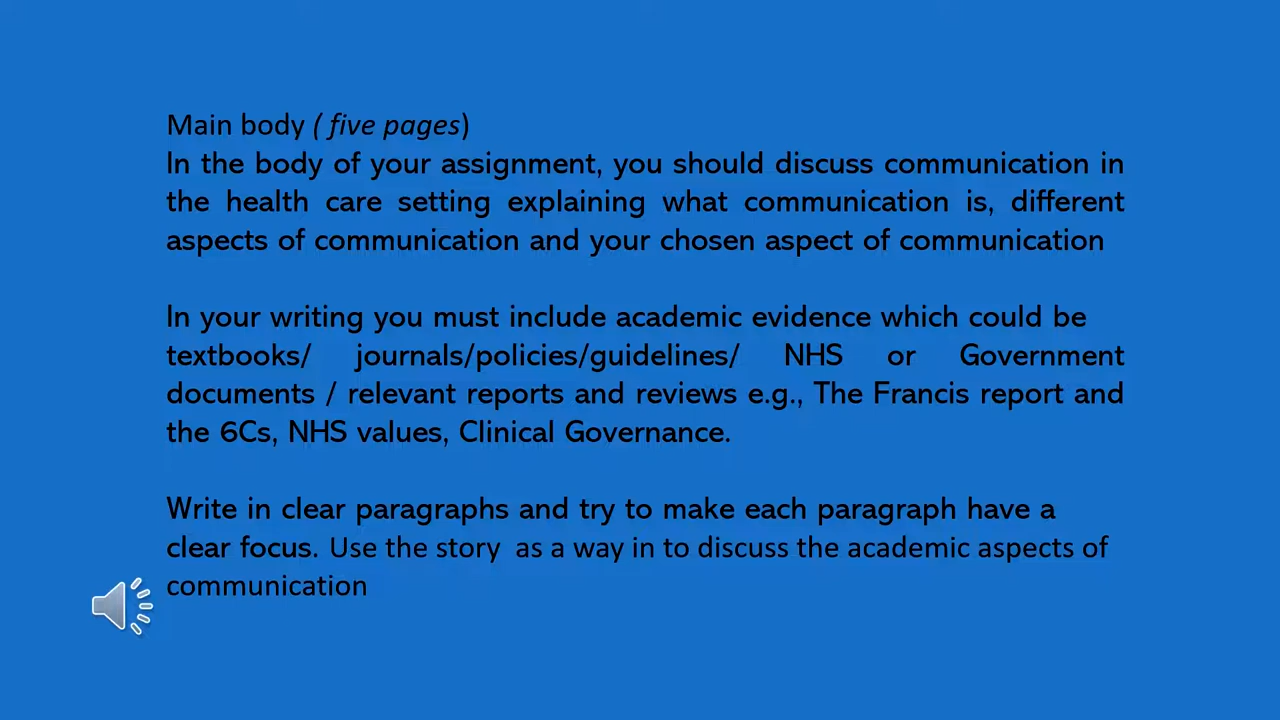 Main body ( five pages)
In the body of your assignment, you should discuss communication in
the health care setting explaining what communication is, different
aspects of communication and your chosen aspect of communication
In your writing you must include academic evidence which could be
textbooks/ journals/policies/guidelines/ NHS or Government
documents / relevant reports and reviews e.g., The Francis report and
the 6Cs, NHS values, Clinical Governance.
Write in clear paragraphs and try to make each paragraph have a
clear focus. Use the story as a way in to discuss the academic aspects of
communication